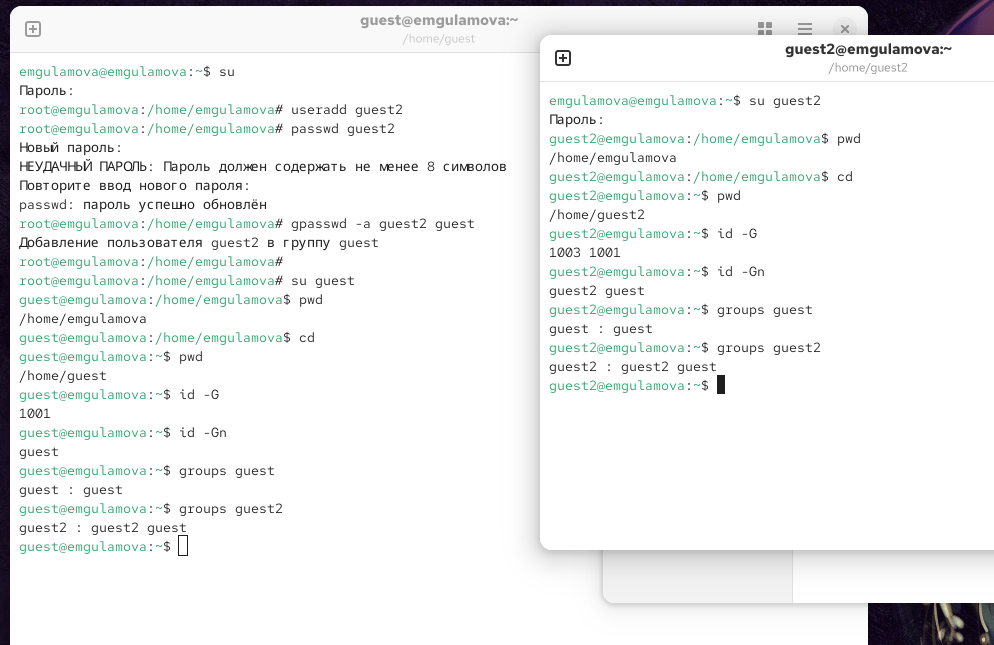 guest@emgulamova:~
/home/guest
emgulamova@emgulamova:~$ su
Пароль:
root@emgulamova:/home/emgulamova# useradd guest2
root@emgulamova:/home/emgulamova# passwd guest2
Новый пароль:
НЕУДАЧНЫЙ ПАРОЛЬ: Пароль должен содержать не менее 8 символов
Повторите ввод нового пароля:
passwd: пароль успешно обновлён
root@emgulamova:/home/emgulamova# gpasswd -a guest2 guest
Добавление пользователя guest2 в группу guest
root@emgulamova:/home/emgulamova#
root@emgulamova:/home/emgulamova# su guest
guest@emgulamova:/home/emgulamova$ pwd
/home/emgulamova
guest@emgulamova:/home/emgulamova$ cd
guest@emgulamova:~$ pwd
/home/guest
guest@emgulamova:~$ id -G
1001
guest@emgulamova:~$ id -Gn
guest
guest@emgulamova:~$ groups guest
guest : guest
guest@emgulamova:~$ groups guest2
guest2 : guest2 guest
guest@emgulamova:~$
guest2@emgulamova:~
/home/guest2
emgulamova@emgulamova:~$ su guest2
Пароль:
guest2@emgulamova:/home/emgulamova$ pwd
/home/emgulamova
guest2@emgulamova:/home/emgulamova$ cd
guest2@emgulamova:~$ pwd
/home/guest2
guest2@emgulamova:~$ id -G
1003 1001
guest2@emgulamova:~$ id -Gn
guest2 guest
guest2@emgulamova:~$ groups guest
guest : guest
guest2@emgulamova:~$ groups guest2
guest2 : guest2 guest
guest2@emgulamova:~$